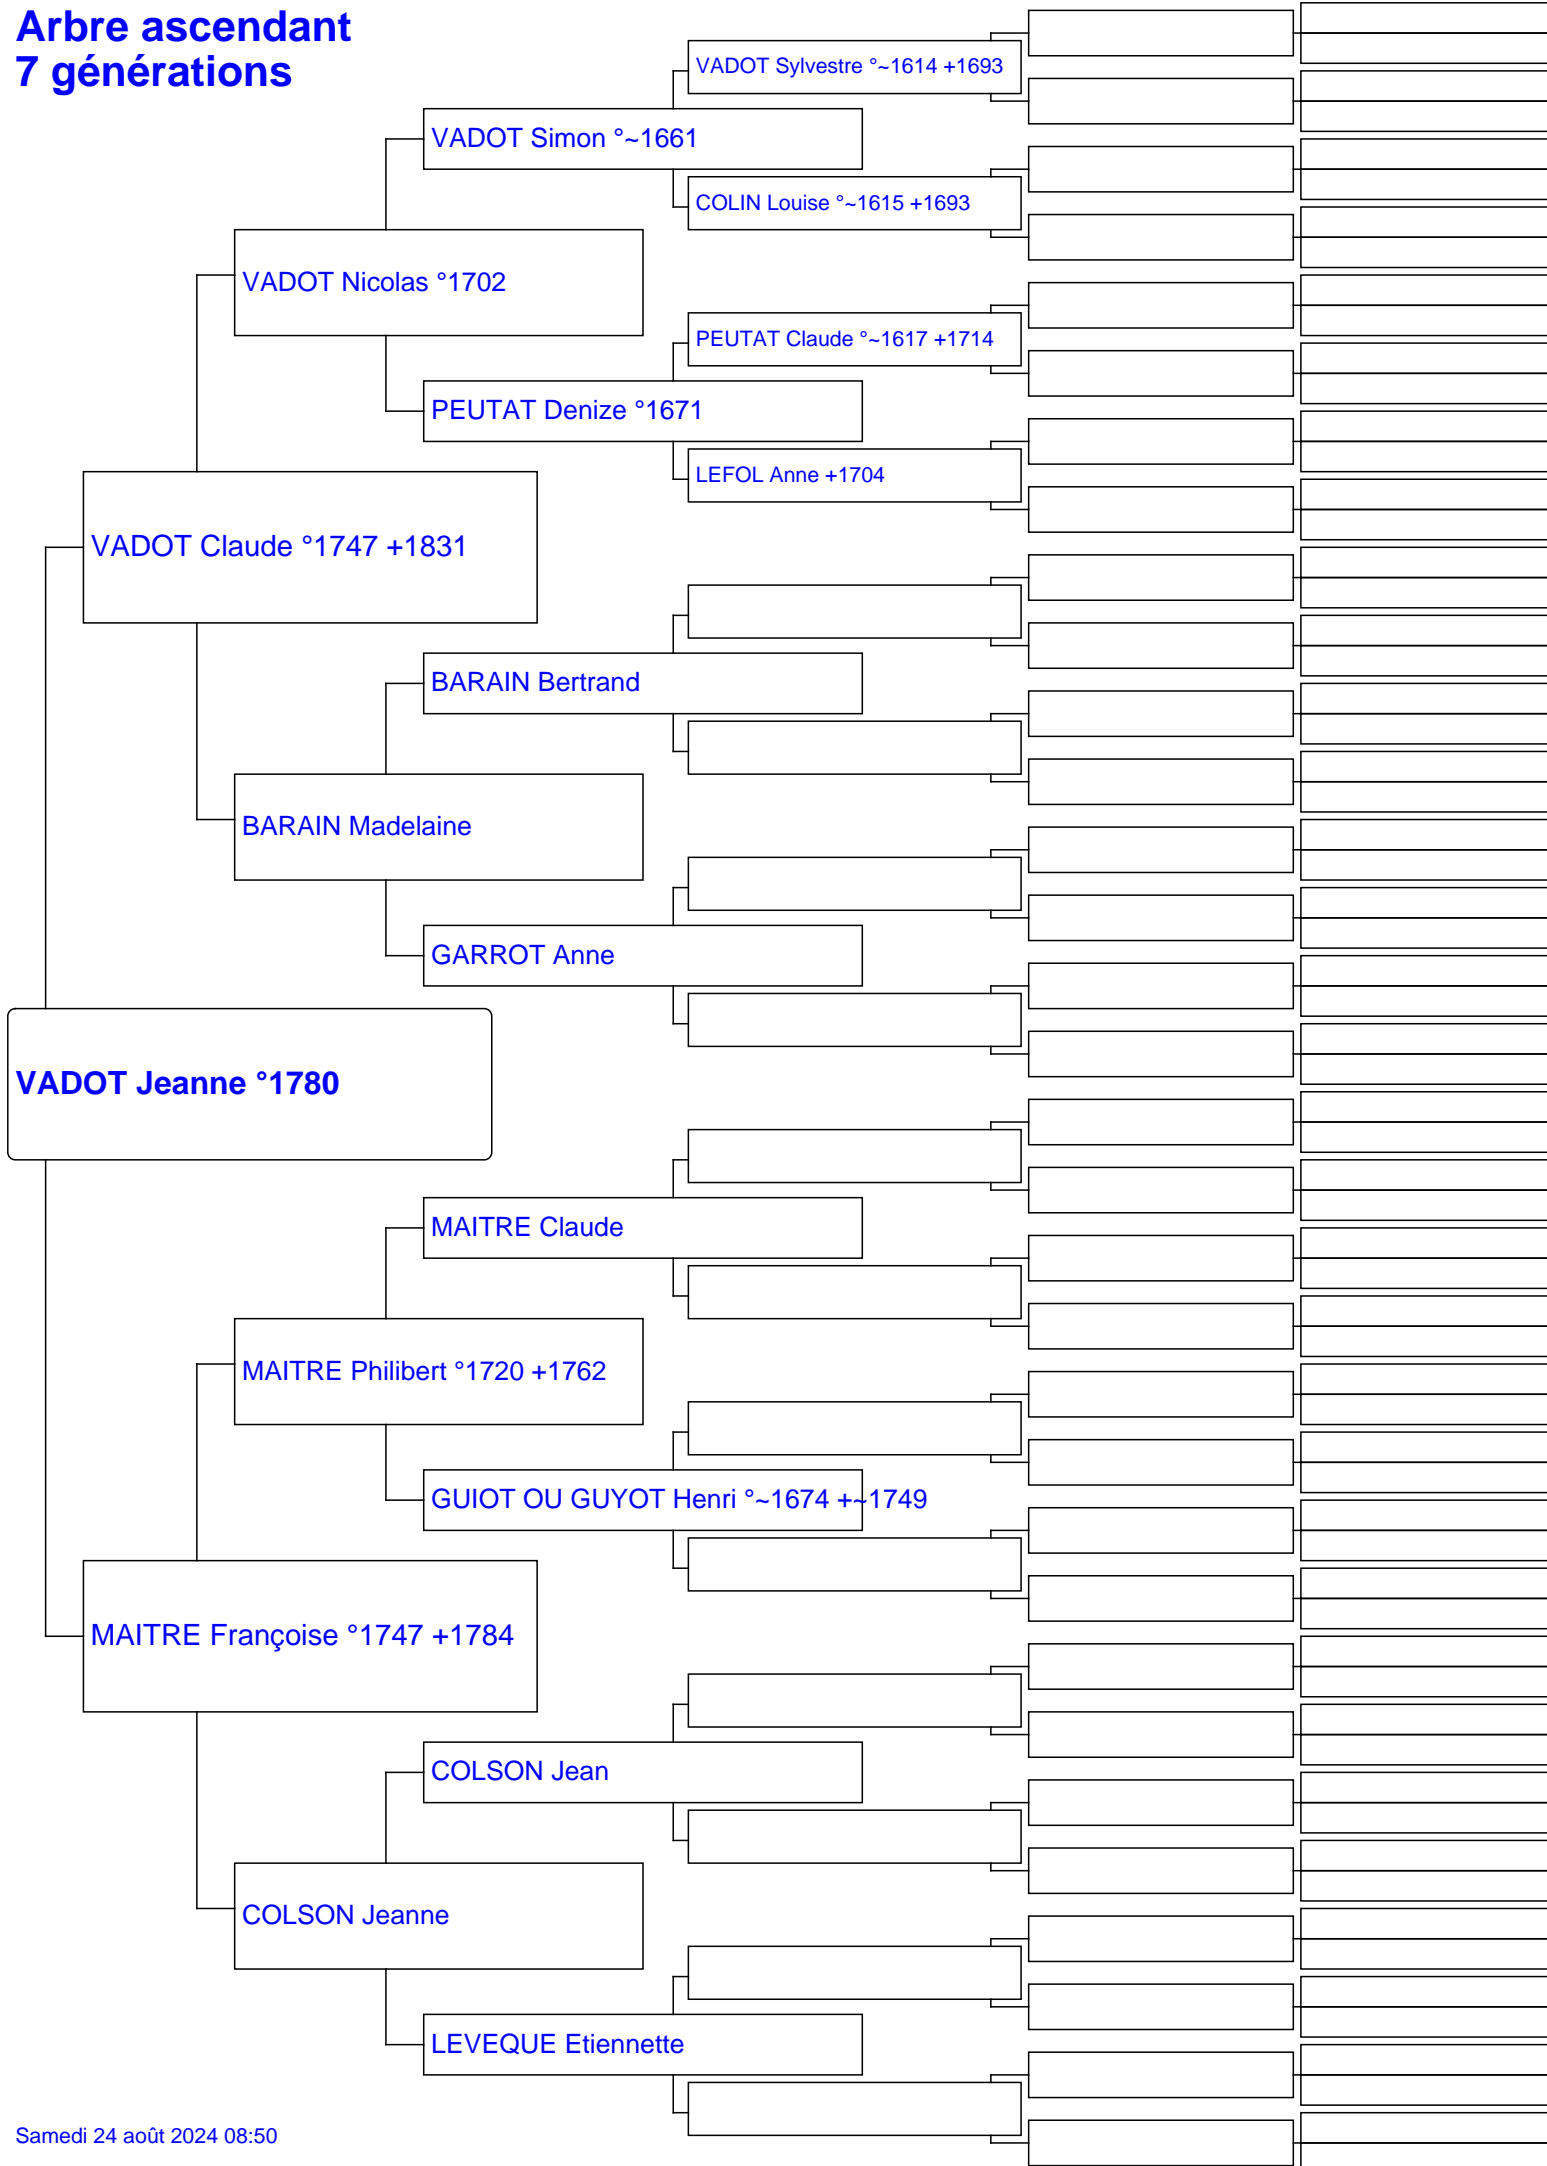 Arbre ascendant
7 générations
VADOT Sylvestre °~1614 +1693
VADOT Simon °~1661
COLIN Louise °~1615 +1693
VADOT Nicolas °1702
PEUTAT Claude °~1617 +1714
PEUTAT Denize °1671
LEFOL Anne +1704
VADOT Claude °1747 +1831
BARAIN Bertrand
BARAIN Madelaine
GARROT Anne
VADOT Jeanne °1780
MAITRE Claude
MAITRE Philibert °1720 +1762
GUIOT OU GUYOT Henri °~1674 +~1749
MAITRE Françoise °1747 +1784
COLSON Jean
COLSON Jeanne
LEVEQUE Etiennette
Samedi 24 août 2024 08:50